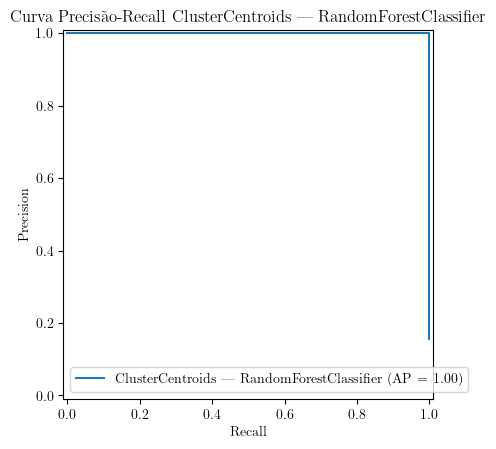 Curva Precisão-Recall ClusterCentroids — RandomForestClassifier
1.0
0.8
0.6
0.4
0.2
0.0
Precision
ClusterCentroids — RandomForestClassifier (AP = 1.00)
0.0 0.2 0.4 0.6 0.8 1.0
Recall